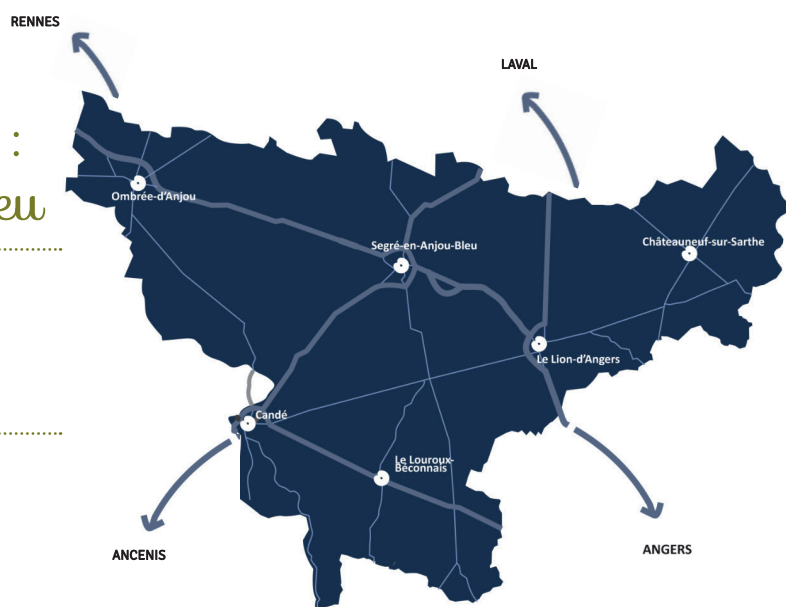 RENNES
LAVAL
:
eu
Ombrée-d'Anjou
Segré-en-Anjou-Bleu
Châteauneuf-sur-Sarthe
Le Lion-d'Angers
Candé
Le Louroux-
Béconnais
ANCENIS
ANGERS